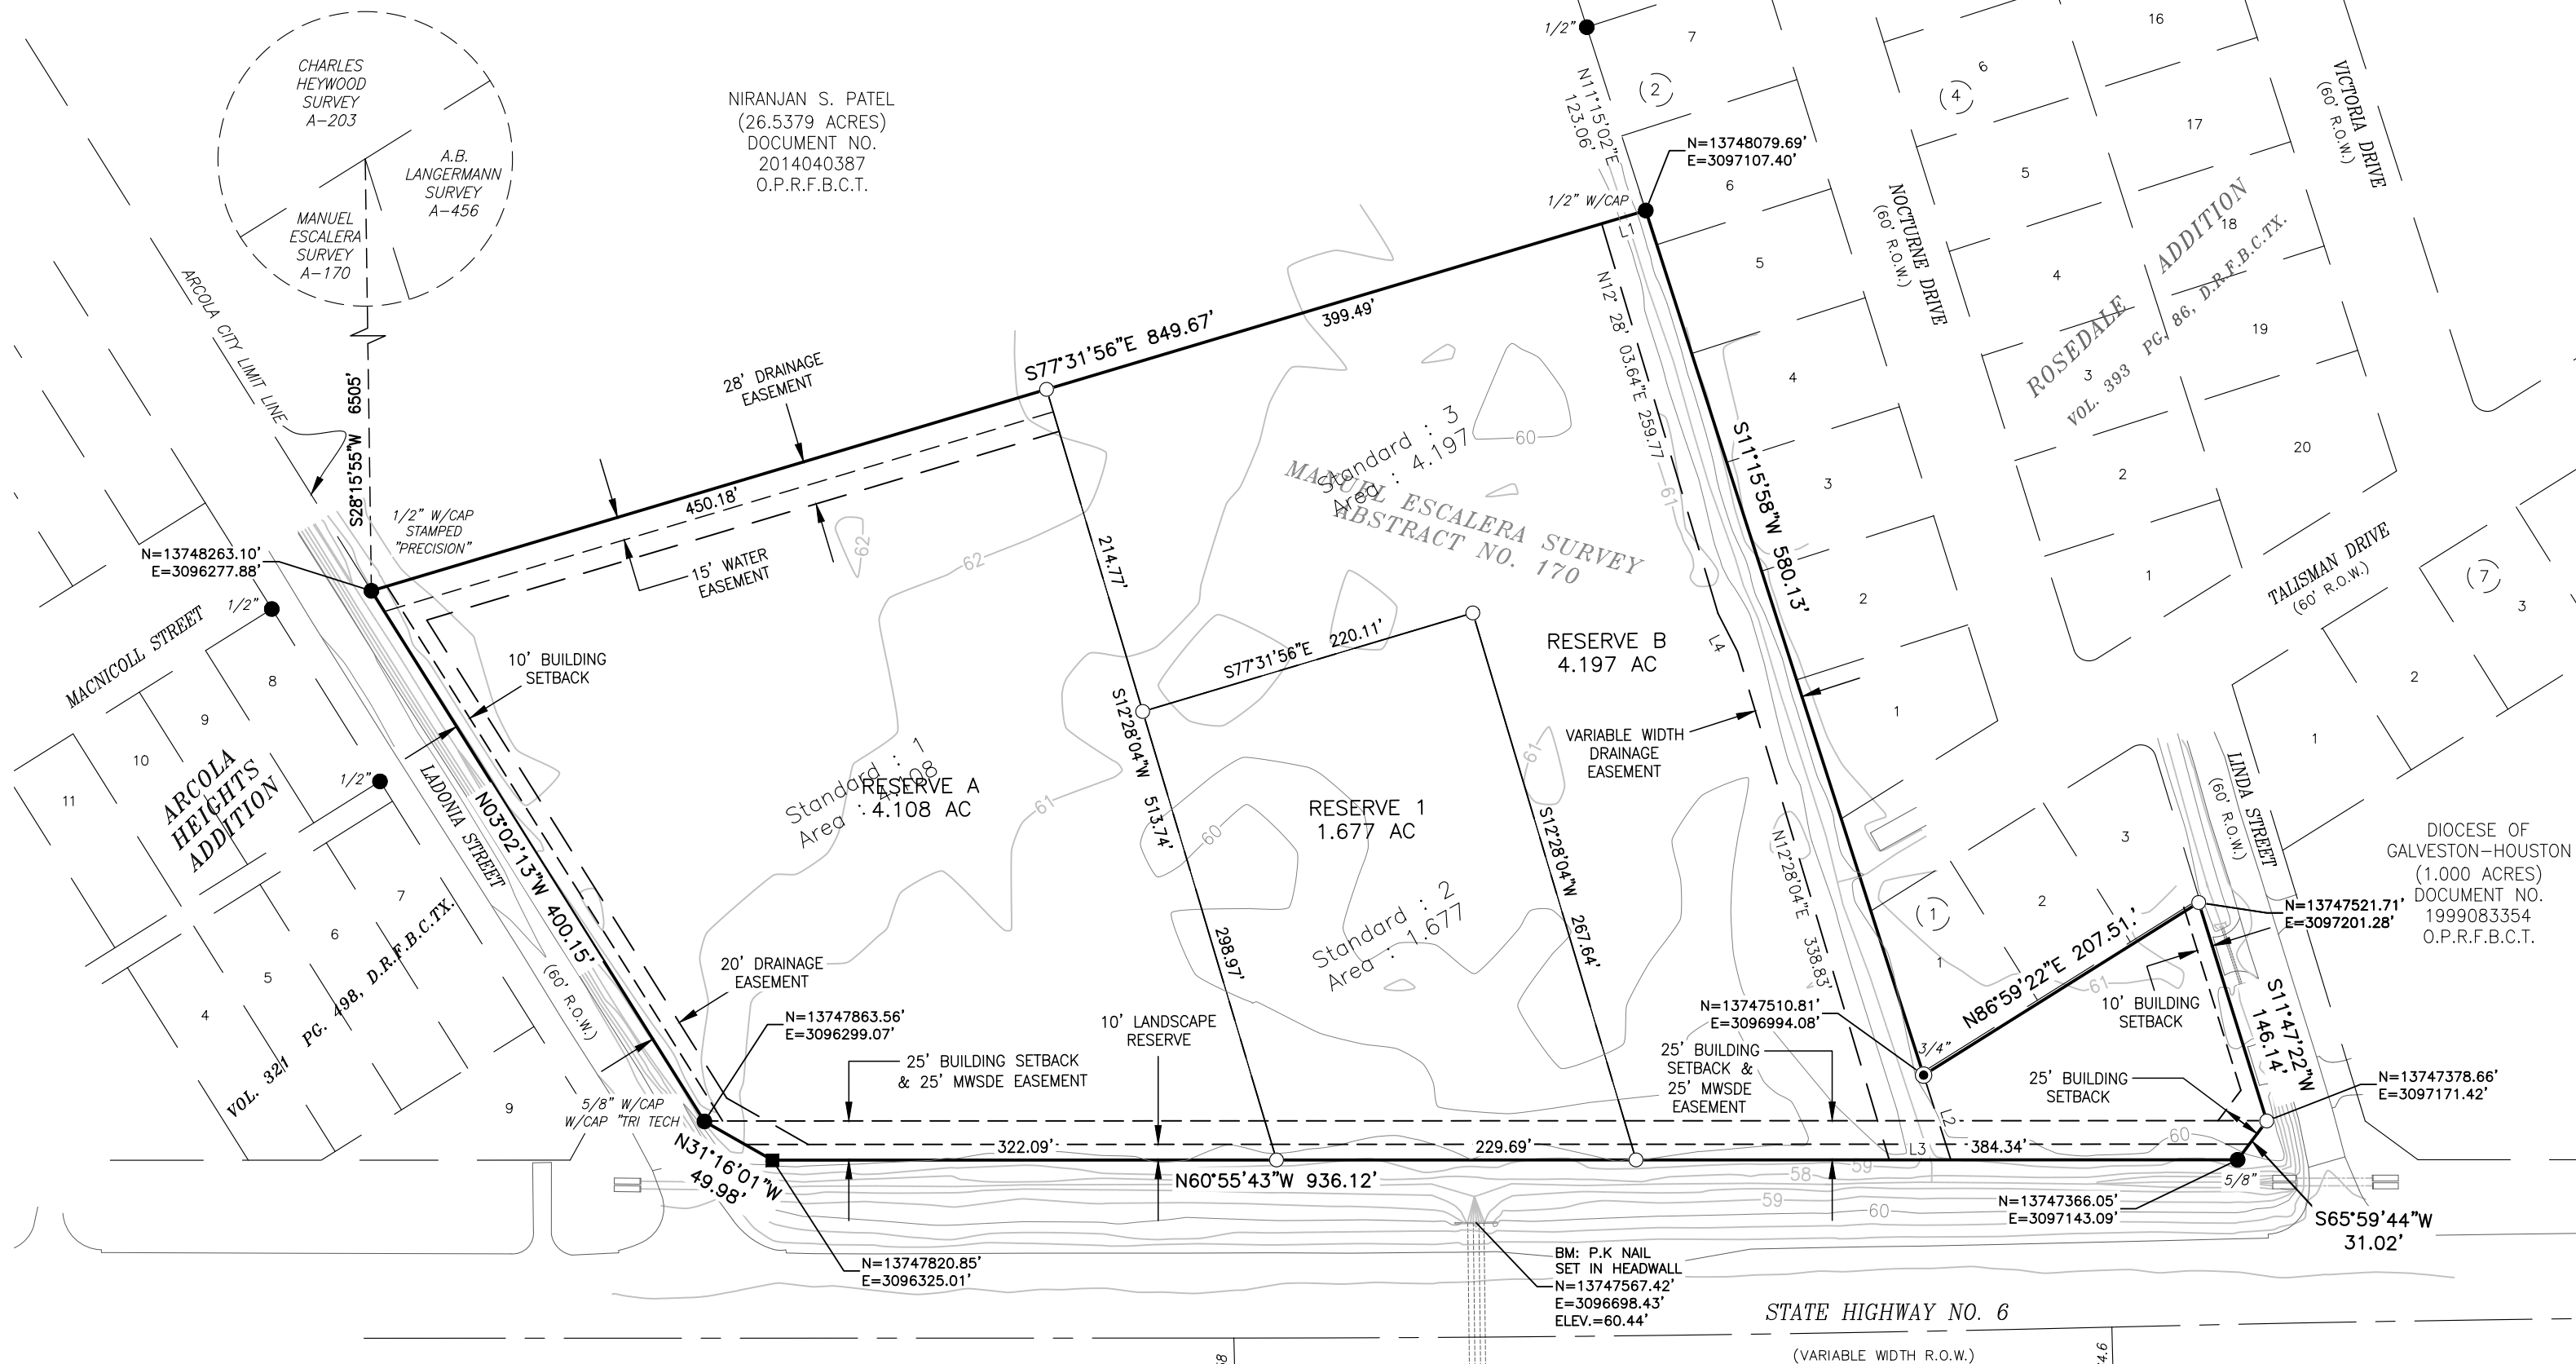 CHARLES
HEYWOOD
SURVEY
A-203
A.B.
LANGERMANN
SURVEY
A-456
MANUEL
ESCALERA
SURVEY
A-170
NIRANJAN S. PATEL
(26.5379 ACRES)
DOCUMENT NO.
2014040387
O.P.R.F.B.C.T.
ARCOLA CITY LIMIT LINE
S28°15'55"W 6505'
1/2" W/CAP
STAMPED
"PRECISION"
N=13748263.10'
E=3096277.88'
28' DRAINAGE
EASEMENT
S77°31'56"E 849.67'
399.49'
450.18'
15' WATER
EASEMENT
1/2"
N11°15'02"E
123.06'
N=13748079.69'
E=3097107.40'
1/2" W/CAP
L1
N12° 28' 03.64"E 259.77
S11°15'58"W 580.13'
L4
7
2
6
5
4
3
2
1
NOCTURNE DRIVE
(60' R.O.W.)
4
6
5
4
3
2
1
16
17
18
19
20
VICTORIA DRIVE
(60' R.O.W.)
ROSEDALE ADDITION
VOL. 393 PG. 86, D.R.F.B.C.TX.
TALISMAN DRIVE
(60' R.O.W.)
7
3
2
1
LINDA STREET
(60' R.O.W.)
Standard : 3
Area : 4.197
MANUEL ESCALERA SURVEY
ABSTRACT NO. 170
60
61
62
62
61
60
61
RESERVE B
4.197 AC
214.77'
S77°31'56"E 220.11'
S12°28'04"W 513.74'
298.97'
S12°28'04"W 267.64'
VARIABLE WIDTH
DRAINAGE
EASEMENT
N12°28'04"E 338.83'
Standard : 1
Area : 4.108
RESERVE A
4.108 AC
RESERVE 1
1.677 AC
Standard : 2
Area : 1.677
MACNICOLL STREET
1/2"
8
9
10
11
ARCOLA
HEIGHTS
ADDITION
1/2"
7
6
5
4
9
VOL. 321 PG. 498, D.R.F.B.C.TX.
LADONIA STREET
(60' R.O.W.)
10' BUILDING
SETBACK
N03°02'13"W 400.15'
20' DRAINAGE
EASEMENT
N=13747863.56'
E=3096299.07'
5/8" W/CAP
W/CAP "TRI TECH
N31°16'01"W
49.98'
25' BUILDING SETBACK
& 25' MWSDE EASEMENT
10' LANDSCAPE
RESERVE
322.09'
229.69'
384.34'
N60°55'43"W 936.12'
25' BUILDING
SETBACK &
25' MWSDE
EASEMENT
N=13747510.81'
E=3096994.08'
3/4"
L2
L3
1
1
2
3
61
N86°59'22"E 207.51.'
10' BUILDING
SETBACK
25' BUILDING
SETBACK
N=13747521.71'
E=3097201.28'
DIOCESE OF
GALVESTON-HOUSTON
(1.000 ACRES)
DOCUMENT NO.
1999083354
O.P.R.F.B.C.T.
S11°47'22"W
146.14'
N=13747378.66'
E=3097171.42'
60
58
59
59
60
5/8"
N=13747366.05'
E=3097143.09'
S65°59'44"W
31.02'
N=13747820.85'
E=3096325.01'
BM: P.K NAIL
SET IN HEADWALL
N=13747567.42'
E=3096698.43'
ELEV.=60.44'
STATE HIGHWAY NO. 6
(VARIABLE WIDTH R.O.W.)